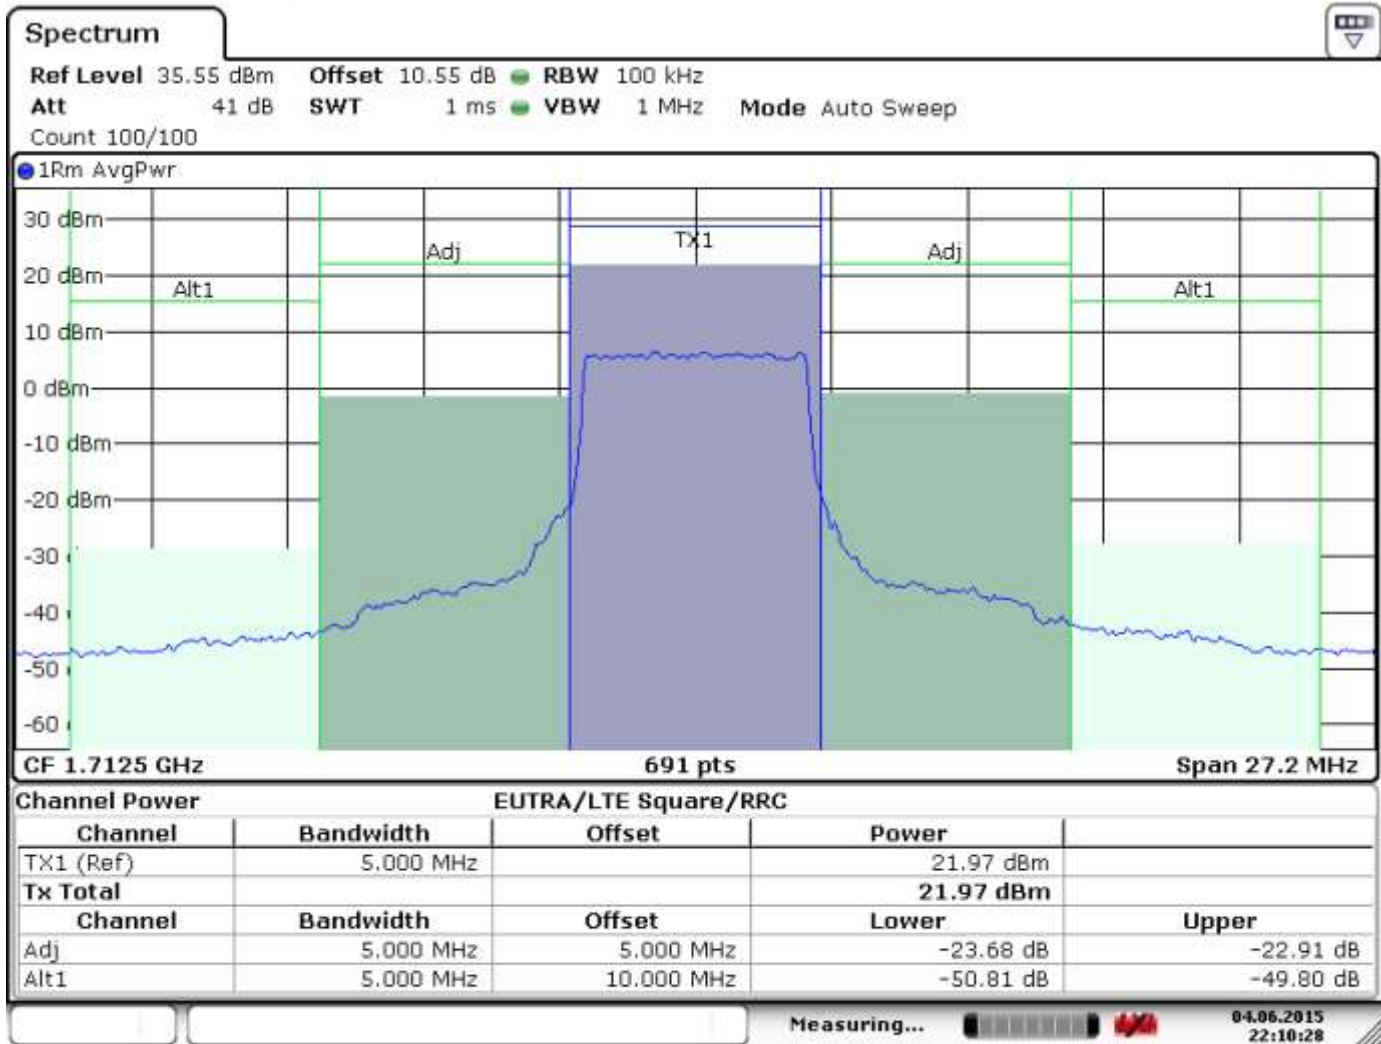 Spectrum
Ref Level 35.55 dBm Offset 10.55 dB RBW 100 kHz
Att 41 dB SWT 1 ms VBW 1 MHz Mode Auto Sweep
Count 100/100
1Rm AvgPwr
30 dBm
TX1
Adj Adj
20 dBm
Alt1 Alt1
10 dBm
0 dBm
-10 dBm
-20 dBm
-30
-40
-50
-60
CF 1.7125 GHz 691 pts Span 27.2 MHz
Channel Power EUTRA/LTE Square/RRC
Channel Bandwidth Offset Power
TX1 (Ref) 5.000 MHz 21.97 dBm
Tx Total 21.97 dBm
Channel Bandwidth Offset Lower Upper
Adj 5.000 MHz 5.000 MHz -23.68 dB -22.91 dB
Alt1 5.000 MHz 10.000 MHz -50.81 dB -49.80 dB
Measuring... 04.06.2015
22:10:28